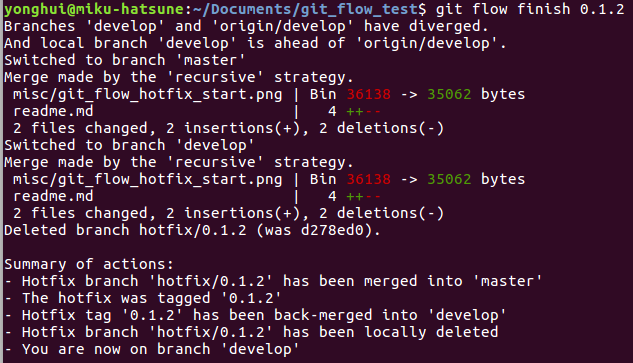 yonghui@miku-hatsune:~/Documents/git_flow_test$ git flow finish 0.1.2
Branches 'develop' and 'origin/develop' have diverged.
And local branch 'develop' is ahead of 'origin/develop'.
Switched to branch 'master'
Merge made by the 'recursive' strategy.
 misc/git_flow_hotfix_start.png | Bin 36138 -> 35062 bytes
 readme.md                      |   4 ++--
 2 files changed, 2 insertions(+), 2 deletions(-)
Switched to branch 'develop'
Merge made by the 'recursive' strategy.
 misc/git_flow_hotfix_start.png | Bin 36138 -> 35062 bytes
 readme.md                      |   4 ++--
 2 files changed, 2 insertions(+), 2 deletions(-)
Deleted branch hotfix/0.1.2 (was d278ed0).

Summary of actions:
- Hotfix branch 'hotfix/0.1.2' has been merged into 'master'
- The hotfix was tagged '0.1.2'
- Hotfix tag '0.1.2' has been back-merged into 'develop'
- Hotfix branch 'hotfix/0.1.2' has been locally deleted
- You are now on branch 'develop'